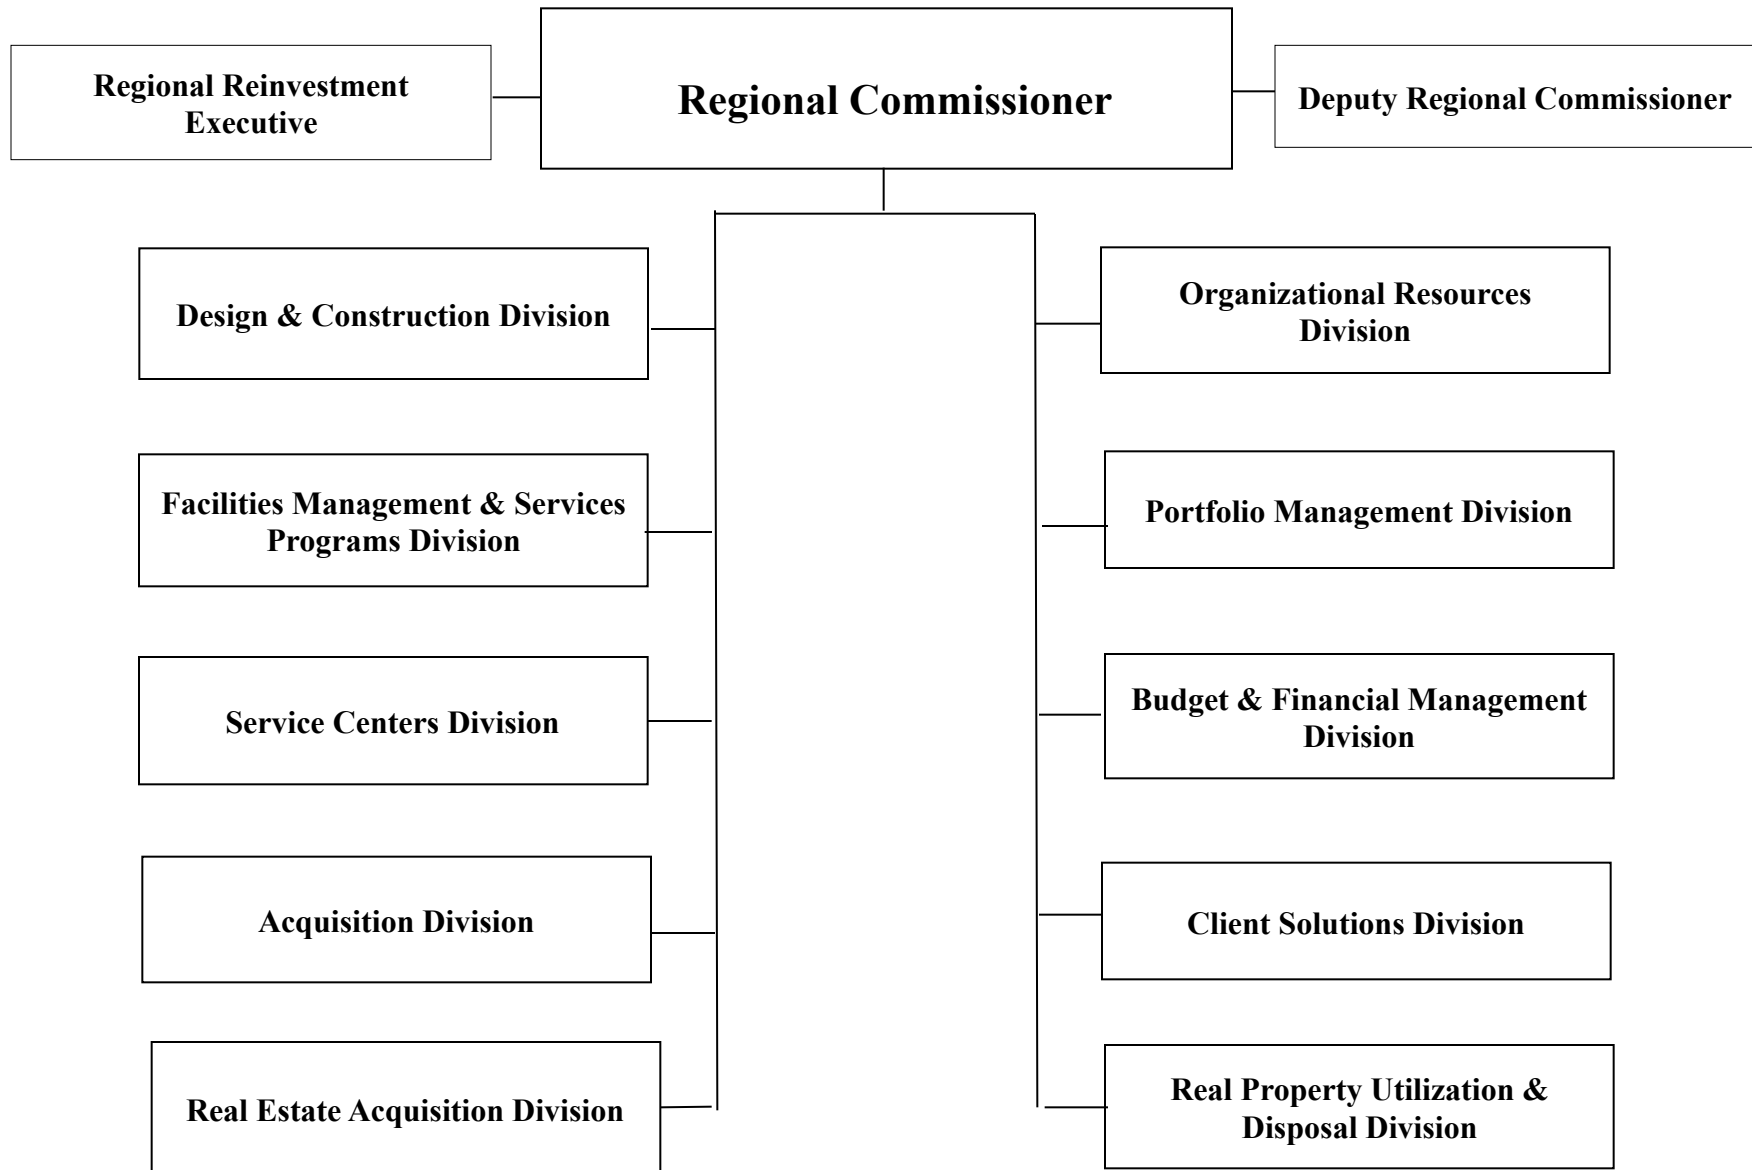 Regional Reinvestment
Executive
Regional Commissioner
Deputy Regional Commissioner
Design & Construction Division
Organizational Resources
Division
Facilities Management & Services
Programs Division
Portfolio Management Division
Service Centers Division
Budget & Financial Management
Division
Acquisition Division
Client Solutions Division
Real Estate Acquisition Division
Real Property Utilization &
Disposal Division